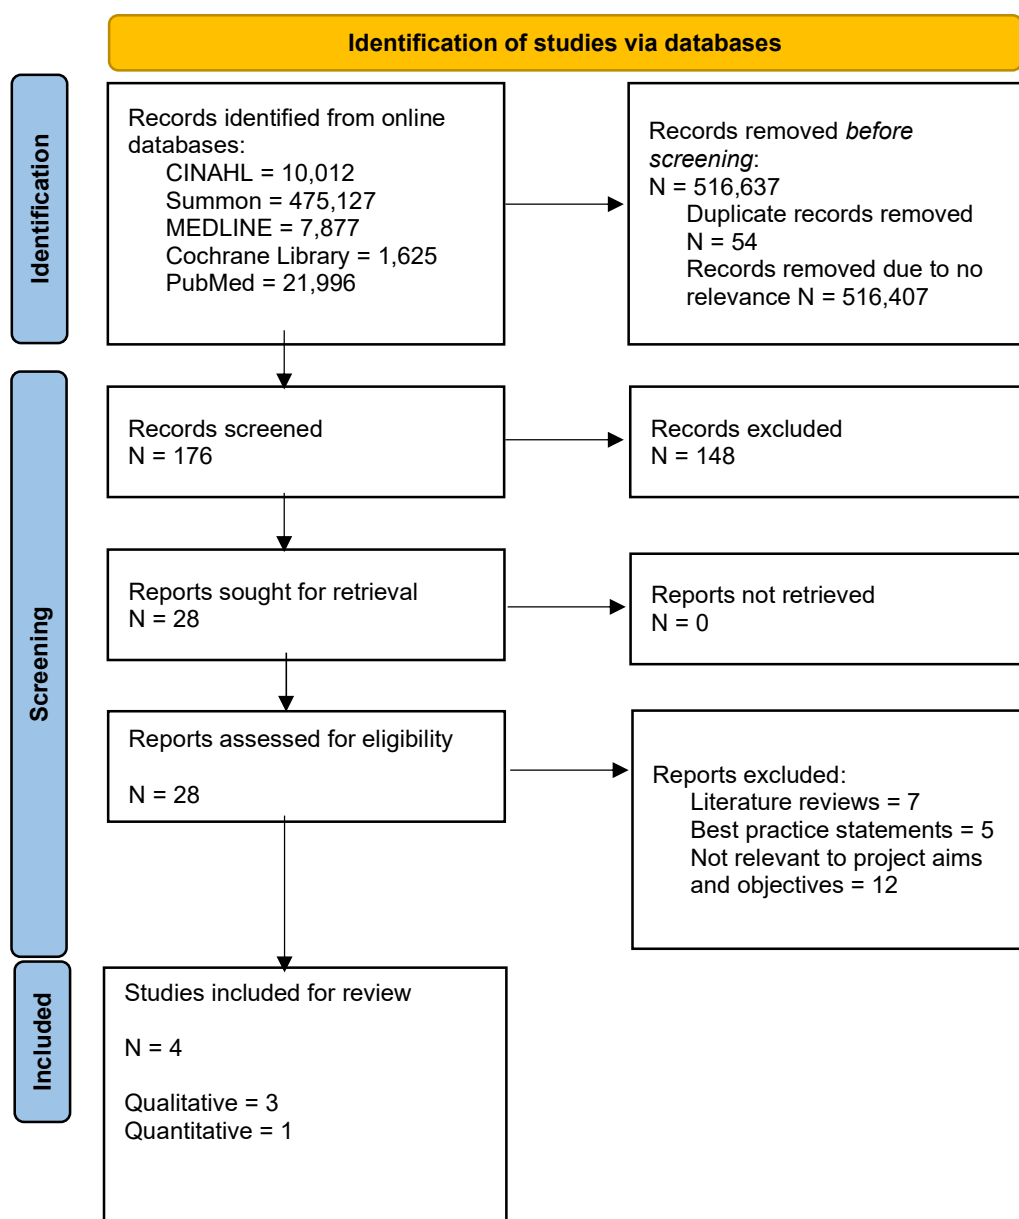 Identification of studies via databases
Identification
Records identified from online
databases:
CINAHL = 10,012
Summon = 475,127
MEDLINE = 7,877
Cochrane Library = 1,625
PubMed = 21,996
Records removed before
screening:
N = 516,637
Duplicate records removed
N = 54
Records removed due to no
relevance N = 516,407
Screening
Records screened
N = 176
Records excluded
N = 148
Reports sought for retrieval
N = 28
Reports not retrieved
N = 0
Reports assessed for eligibility
N = 28
Reports excluded:
Literature reviews = 7
Best practice statements = 5
Not relevant to project aims
and objectives = 12
Included
Studies included for review
N = 4
Qualitative = 3
Quantitative = 1